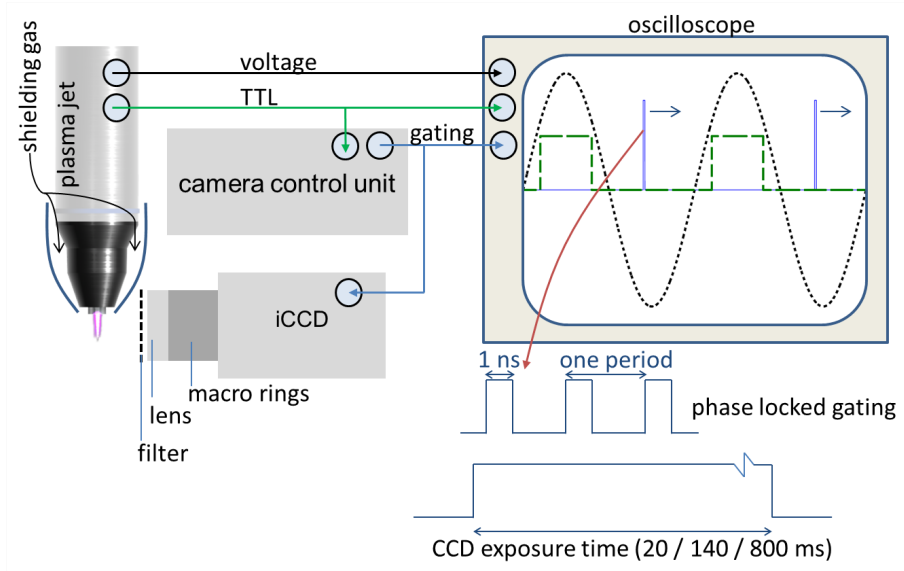 oscilloscope
shielding gas
plasma jet
voltage
TTL
gating
camera control unit
iCCD
macro rings
lens
filter
1 ns
one period
phase locked gating
CCD exposure time (20 / 140 / 800 ms)